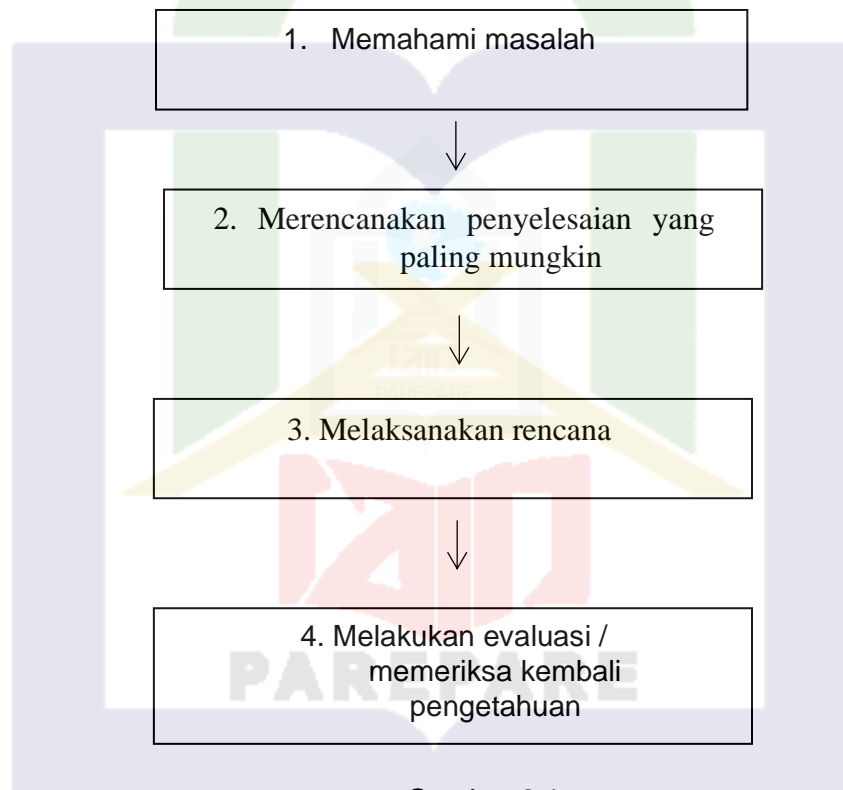 1. Memahami masalah
2. Merencanakan penyelesaian yang
paling mungkin
PAREPARE
3. Melaksanakan rencana
4. Melakukan evaluasi /
memeriksa kembali
PAREPARE
pengetahuan